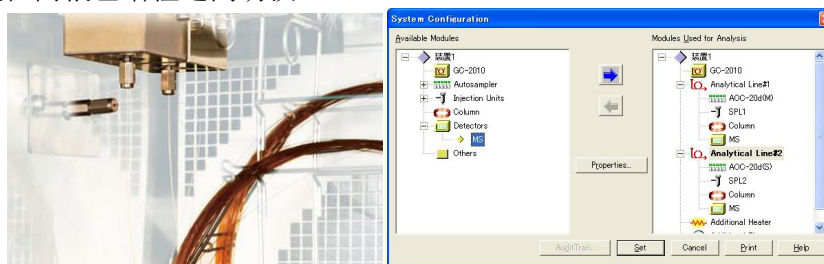 System Configuration
Available Modules
装置1
GC-2010
Autosampler
Injection Units
Column
Detectors
MS
Others
Properties...
Modules Used for Analysis
装置1
GC-2010
Analytical Line#1
AOC-20d(M)
SPL1
Column
MS
Analytical Line#2
AOC-20d(S)
SPL2
Column
MS
Additional Heater
AuditTrail...
Set
Cancel
Print
Help